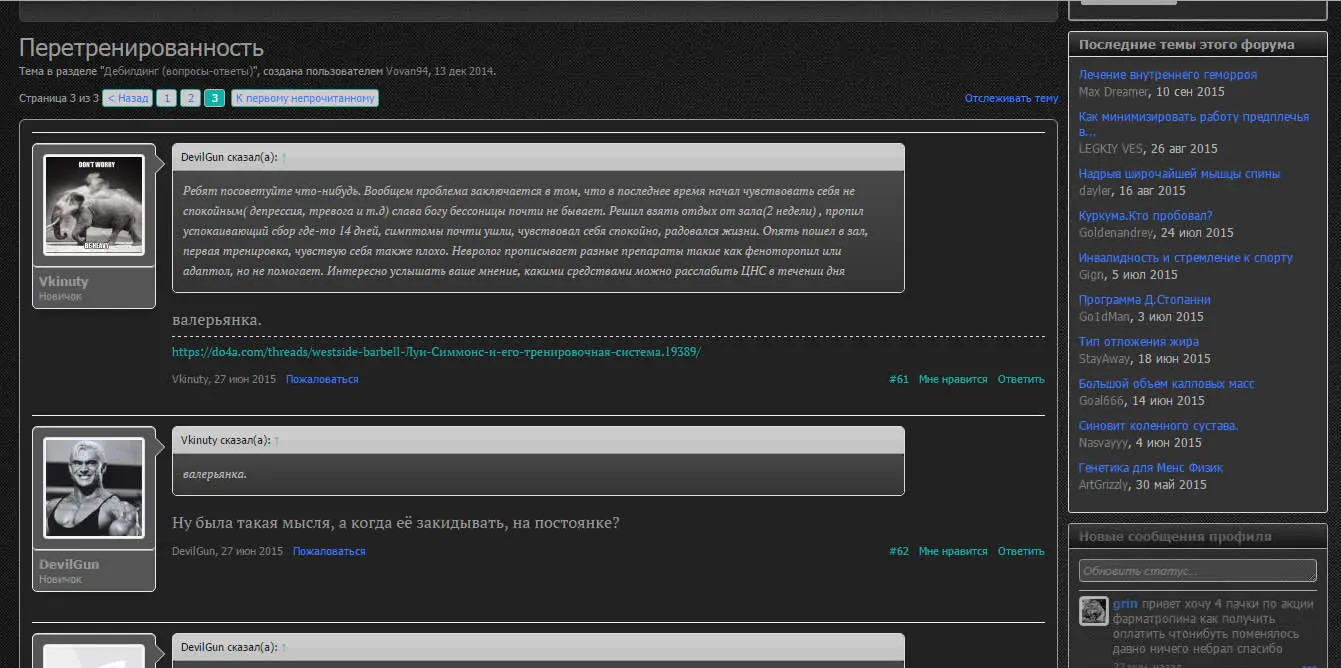 Перетренированность
Тема в разделе "Дебилдинг (вопросы-ответы)", создана пользователем Vovan94, 13 дек 2014.
Страница 3 из 3 < Назад 1 2 3 К первому непрочитанному
Отслеживать тему
DON'T WORRY
BE HEAVY
Vkinuty
Новичок
DevilGun сказал(а): ↑
Ребят посоветуйте что-нибудь. Вообщем проблема заключается в том, что в последнее время начал чувствовать себя не
спокойным( депрессия, тревога и т.д) слава богу бессоницы почти не бывает. Решил взять отдых от зала(2 недели) , пропил
успокаивающий сбор где-то 14 дней, симптомы почти ушли, чувствовал себя спокойно, радовался жизни. Опять пошел в зал,
первая тренировка, чувствую себя также плохо. Невролог прописывает разные препараты такие как феноторопил или
адаптол, но не помогает. Интересно услышать ваше мнение, какими средствами можно расслабить ЦНС в течении дня
валерьянка.
https://do4a.com/threads/westside-barbell-Луи-Симмонс-и-его-тренировочная-система.19389/
Vkinuty, 27 июн 2015 Пожаловаться
#61 Мне нравится Ответить
DevilGun
Новичок
Vkinuty сказал(а): ↑
валерьянка.
Ну была такая мысля, а когда её закидывать, на постоянке?
DevilGun, 27 июн 2015 Пожаловаться
#62 Мне нравится Ответить
DevilGun сказал(а): ↑
Последние темы этого форума
Лечение внутреннего геморроя
Max Dreamer, 10 сен 2015
Как минимизировать работу предплечья
в...
LEGKIY VES, 26 авг 2015
Надрыв широчайшей мышцы спины
dayler, 16 авг 2015
Куркума.Кто пробовал?
Goldenandrey, 24 июл 2015
Инвалидность и стремление к спорту
Gign, 5 июл 2015
Программа Д.Стопанни
Go1dMan, 3 июл 2015
Тип отложения жира
StayAway, 18 июн 2015
Большой объем калловых масс
Goal666, 14 июн 2015
Синовит коленного сустава.
Nasvayyy, 4 июн 2015
Генетика для Менс Физик
ArtGrizzly, 30 май 2015
Новые сообщения профиля
Обновить статус...
grin привет хочу 4 пачки по акции
фарматропина как получить
оплатить чтонибуть поменялось
давно ничего небрал спасибо
27 мин. назад